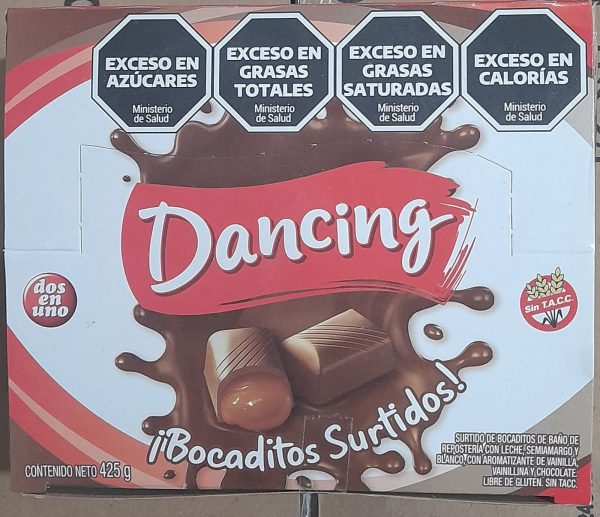 EXCESO EN
AZÚCARES
Ministerio
de Salud
EXCESO EN
GRASAS
TOTALES
Ministerio
de Salud
EXCESO EN
GRASAS
SATURADAS
Ministerio
de Salud
EXCESO EN
CALORÍAS
Ministerio
de Salud
Dancing
dos
en
uno
Sin T.A.C.C.
¡Bocaditos Surtidos!
CONTENIDO NETO 425 g
SURTIDO DE BOCADITOS DE BAÑO DE
REPOSTERÍA CON LECHE, SEMIAMARGO Y
BLANCO, CON AROMATIZANTE DE VAINILLA,
VAINILLINA Y CHOCOLATE.
LIBRE DE GLUTEN. SIN TACC.